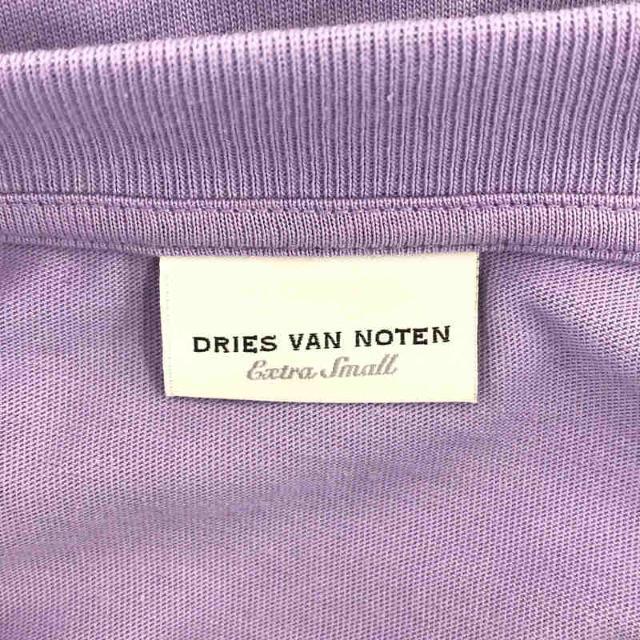 DRIES VAN NOTEN
Extra Small